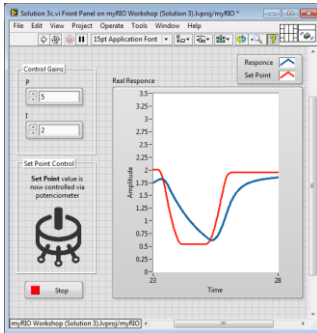 Solution 3c.vi Front Panel on myRIO Workshop (Solution 3).lvproj/myRIO *
File Edit View Project Operate Tools Window Help
15pt Application Font
Control Gains
P
5
I
2
Set Point Control
Set Point value is
now controlled via
potenciometer
Stop
Real Responce
Responce
Set Point
Amplitude
3.5
3.25
3
2.75
2.5
2.25
2
1.75
1.5
1.25
1
0.75
0.5
0.25
0
23
28
Time
myRIO Workshop (Solution 3).lvproj/myRIO